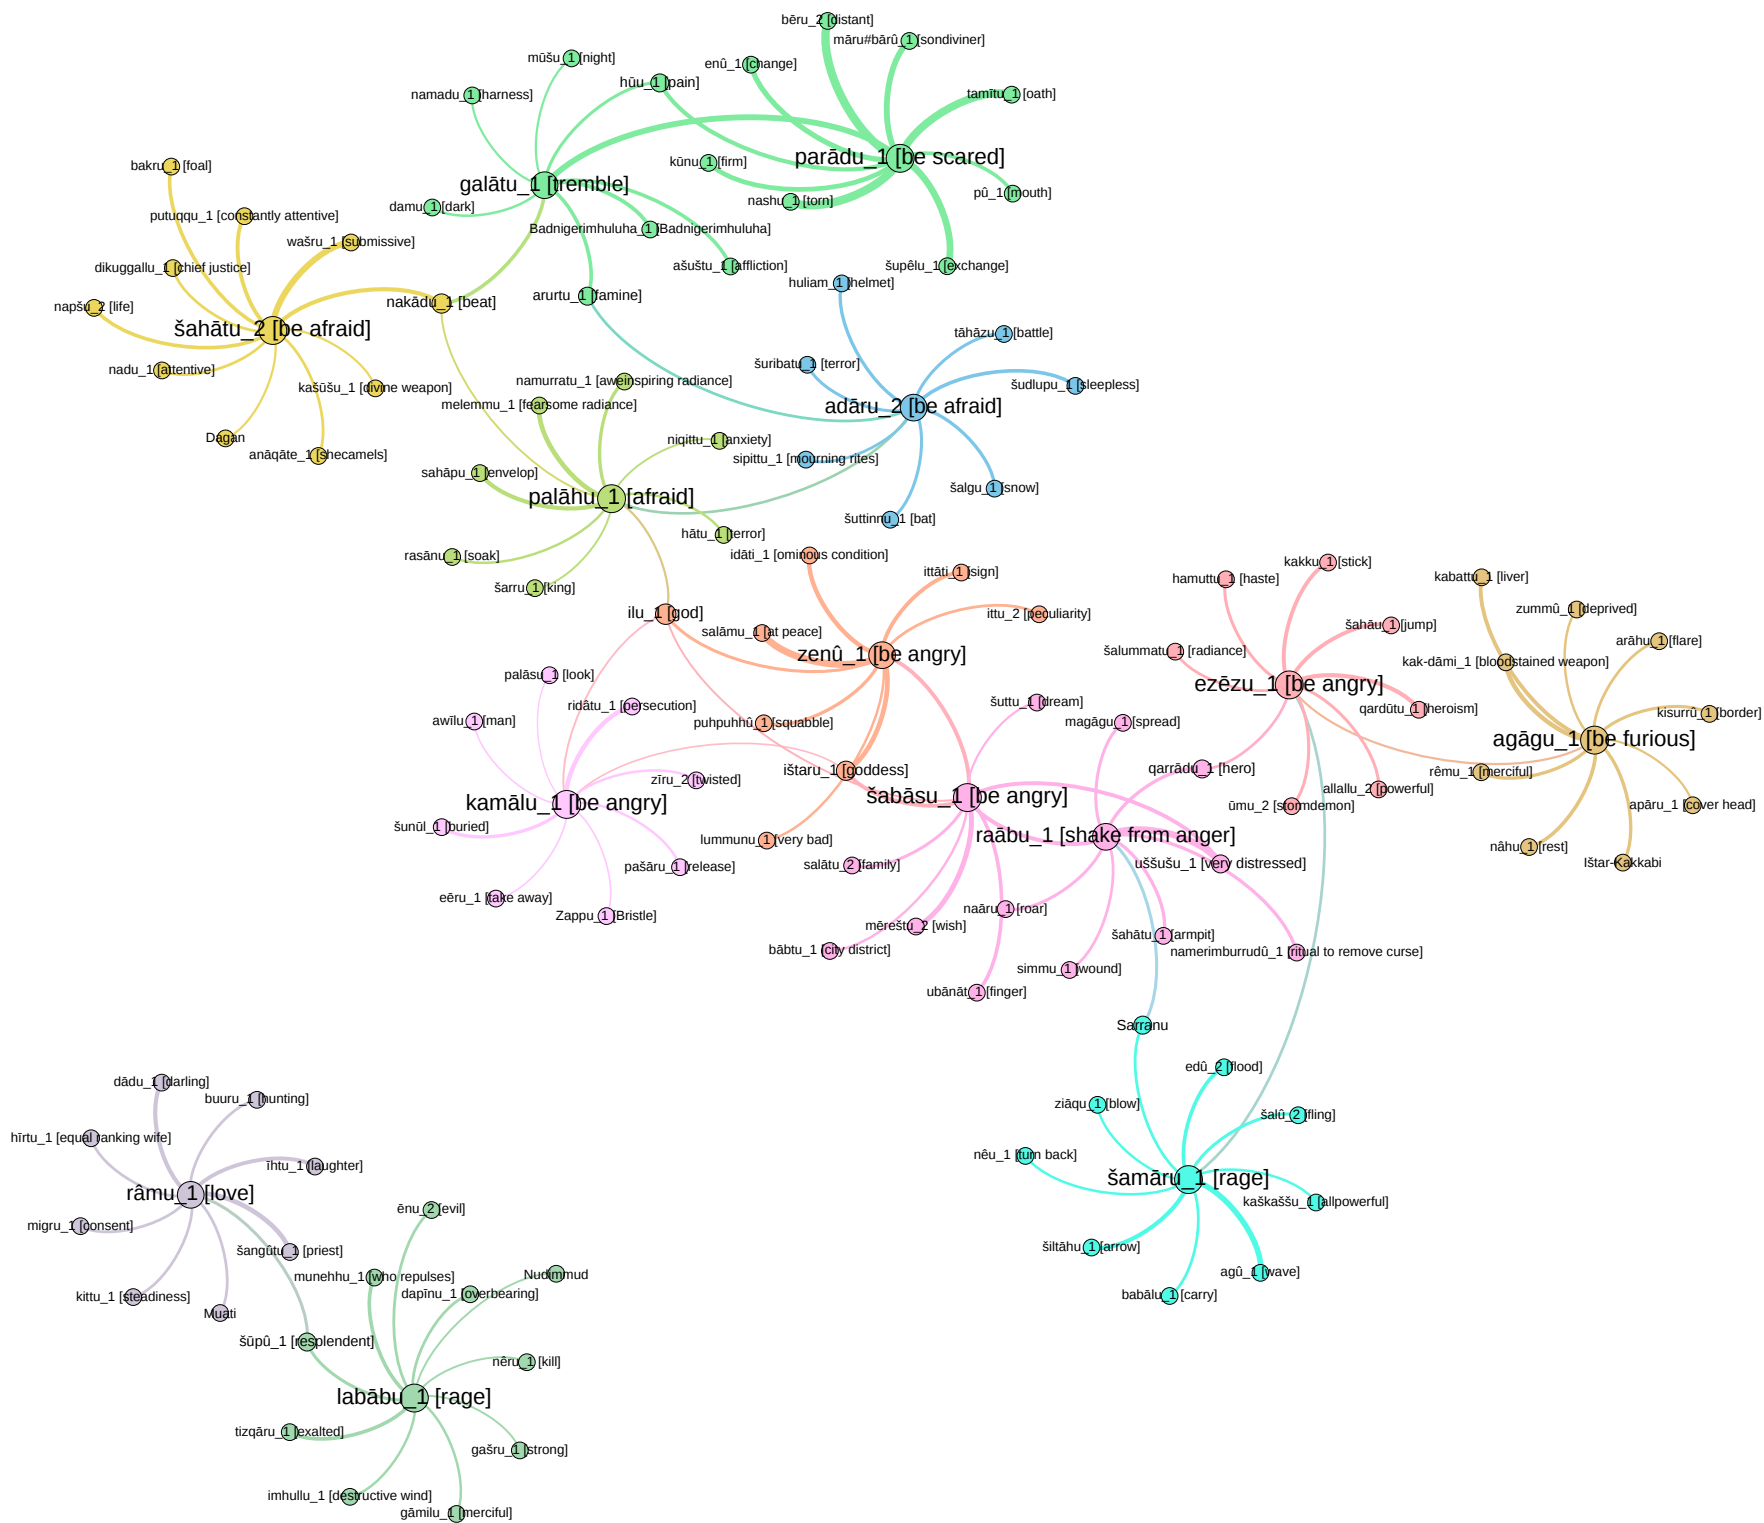 bēru_2 [distant]
māru#bārû_1 [sondiviner]
mūšu_1 [night]
enû_1 [change]
hūu_1 [pain]
namadu_1 [harness]
tamītu_1 [oath]
parādu_1 [be scared]
kūnu_1 [firm]
bakru_1 [foal]
galātu_1 [tremble]
pû_1 [mouth]
nashu_1 [torn]
damu_1 [dark]
putuqqu_1 [constantly attentive]
Badnigerimhuluha_1 [Badnigerimhuluha]
wašru_1 [submissive]
ašuštu_1 [affliction]
šupêlu_1 [exchange]
dikuggallu_1 [chief justice]
huliam_1 [helmet]
arurtu_1 [famine]
nakādu_1 [beat]
napšu_2 [life]
šahātu_2 [be afraid]
tāhāzu_1 [battle]
šuribatu_1 [terror]
nadu_1 [attentive]
namurratu_1 [aweinspiring radiance]
šudlupu_1 [sleepless]
kašūšu_1 [divine weapon]
melemmu_1 [fearsome radiance]
adāru_2 [be afraid]
Dagan
niqittu_1 [anxiety]
anāqāte_1 [shecamels]
sipittu_1 [mourning rites]
sahāpu_1 [envelop]
šalgu_1 [snow]
palāhu_1 [afraid]
šuttinnu_1 [bat]
hātu_1 [terror]
rasānu_1 [soak]
idāti_1 [ominous condition]
kakku_1 [stick]
ittāti_1 [sign]
hamuttu_1 [haste]
kabattu_1 [liver]
šarru_1 [king]
zummû_1 [deprived]
ilu_1 [god]
ittu_2 [peculiarity]
šahāu_1 [jump]
salāmu_1 [at peace]
arāhu_1 [flare]
šalummatu_1 [radiance]
zenû_1 [be angry]
kak-dāmi_1 [bloodstained weapon]
palāsu_1 [look]
ezēzu_1 [be angry]
šuttu_1 [dream]
ridâtu_1 [persecution]
qardūtu_1 [heroism]
kisurrû_1 [border]
awīlu_1 [man]
puhpuhhû_1 [squabble]
magāgu_1 [spread]
agāgu_1 [be furious]
qarrādu_1 [hero]
ištaru_1 [goddess]
rêmu_1 [merciful]
zīru_2 [twisted]
allallu_2 [powerful]
šabāsu_1 [be angry]
kamālu_1 [be angry]
ūmu_2 [stormdemon]
apāru_1 [cover head]
šunūl_1 [buried]
raābu_1 [shake from anger]
lummunu_1 [very bad]
nâhu_1 [rest]
uššušu_1 [very distressed]
Ištar-Kakkabi
salātu_2 [family]
pašāru_1 [release]
eēru_1 [take away]
naāru_1 [roar]
Zappu_1 [Bristle]
mēreštu_2 [wish]
šahātu_1 [armpit]
bābtu_1 [city district]
namerimburrudû_1 [ritual to remove curse]
simmu_1 [wound]
ubānāt_1 [finger]
Sarranu
edû_2 [flood]
dādu_1 [darling]
buuru_1 [hunting]
ziāqu_1 [blow]
šalû_2 [fling]
hīrtu_1 [equal ranking wife]
nêu_1 [turn back]
īhtu_1 [laughter]
šamāru_1 [rage]
râmu_1 [love]
kaškaššu_1 [allpowerful]
ēnu_2 [evil]
migru_1 [consent]
šiltāhu_1 [arrow]
šangûtu_1 [priest]
agû_1 [wave]
munehhu_1 [who repulses]
Nudimmud
dapīnu_1 [overbearing]
babālu_1 [carry]
kittu_1 [steadiness]
Muati
šūpû_1 [resplendent]
nêru_1 [kill]
labābu_1 [rage]
tizqāru_1 [exalted]
gašru_1 [strong]
imhullu_1 [destructive wind]
gāmilu_1 [merciful]